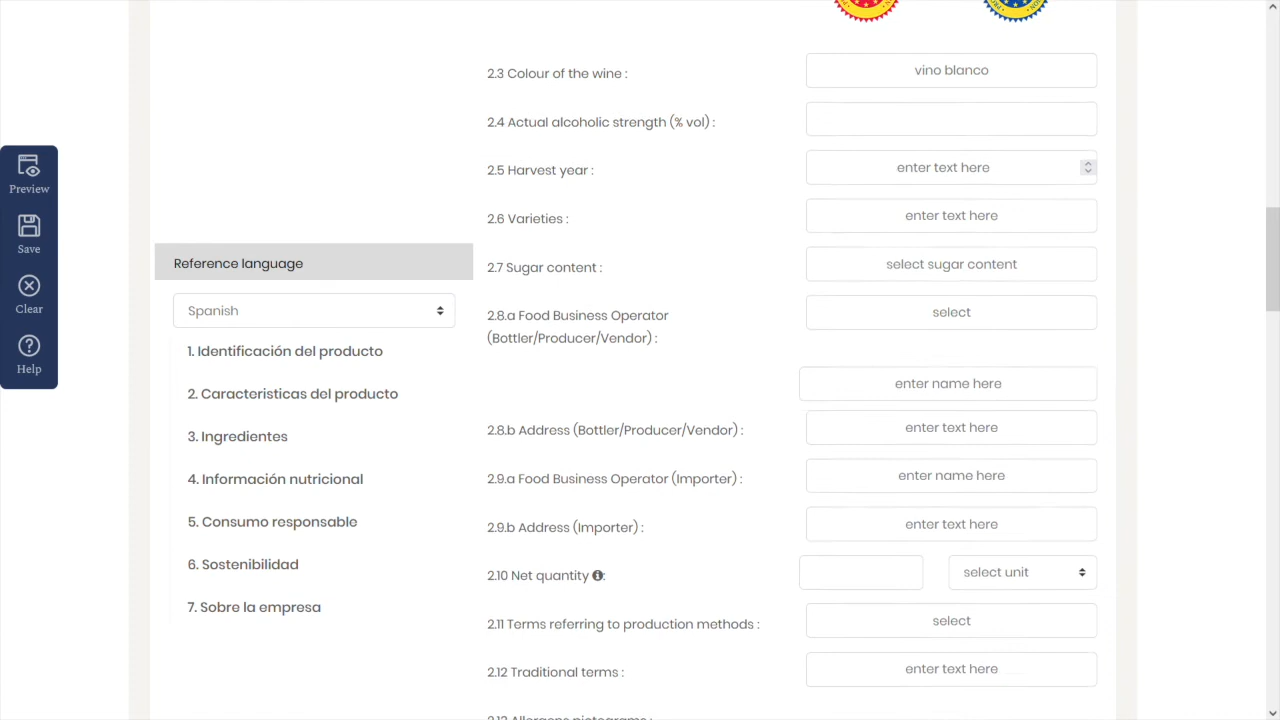 2.3 Colour of the wine :
vino blanco
2.4 Actual alcoholic strength (% vol) :
2.5 Harvest year :
enter text here
2.6 Varieties :
enter text here
2.7 Sugar content :
select sugar content
2.8.a Food Business Operator
(Bottler/Producer/Vendor) :
select
enter name here
2.8.b Address (Bottler/Producer/Vendor) :
enter text here
2.9.a Food Business Operator (Importer) :
enter name here
2.9.b Address (Importer) :
enter text here
2.10 Net quantity :
select unit
2.11 Terms referring to production methods :
select
2.12 Traditional terms :
enter text here
2.13 Allergens pictograms :
Preview
Save
Clear
Help
Reference language
Spanish
1. Identificación del producto
2. Caracteristicas del producto
3. Ingredientes
4. Información nutricional
5. Consumo responsable
6. Sostenibilidad
7. Sobre la empresa